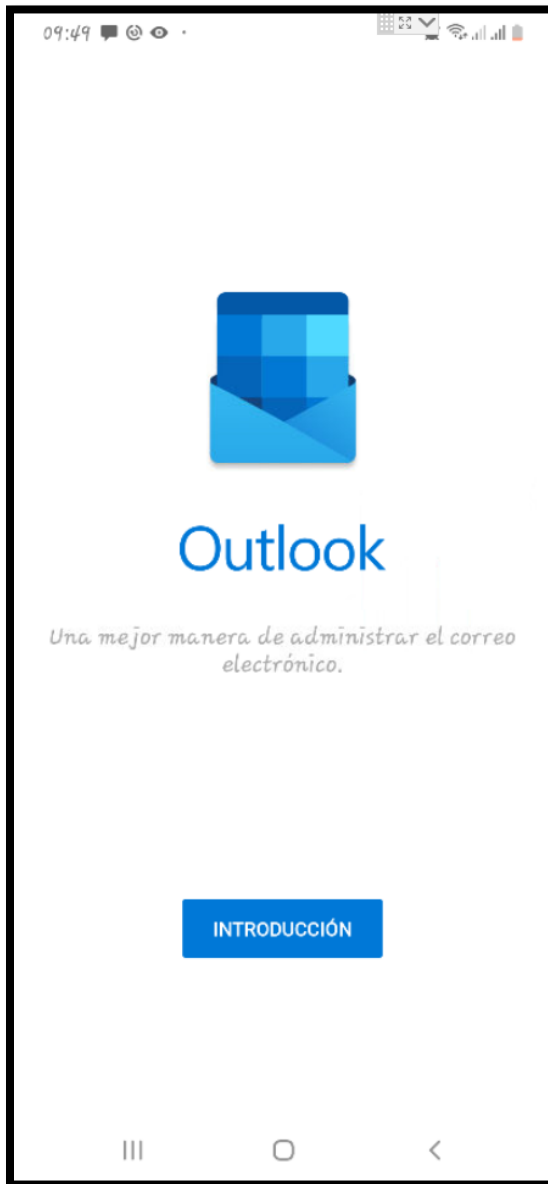 09:49
Outlook
Una mejor manera de administrar el correo
electrónico.
INTRODUCCIÓN